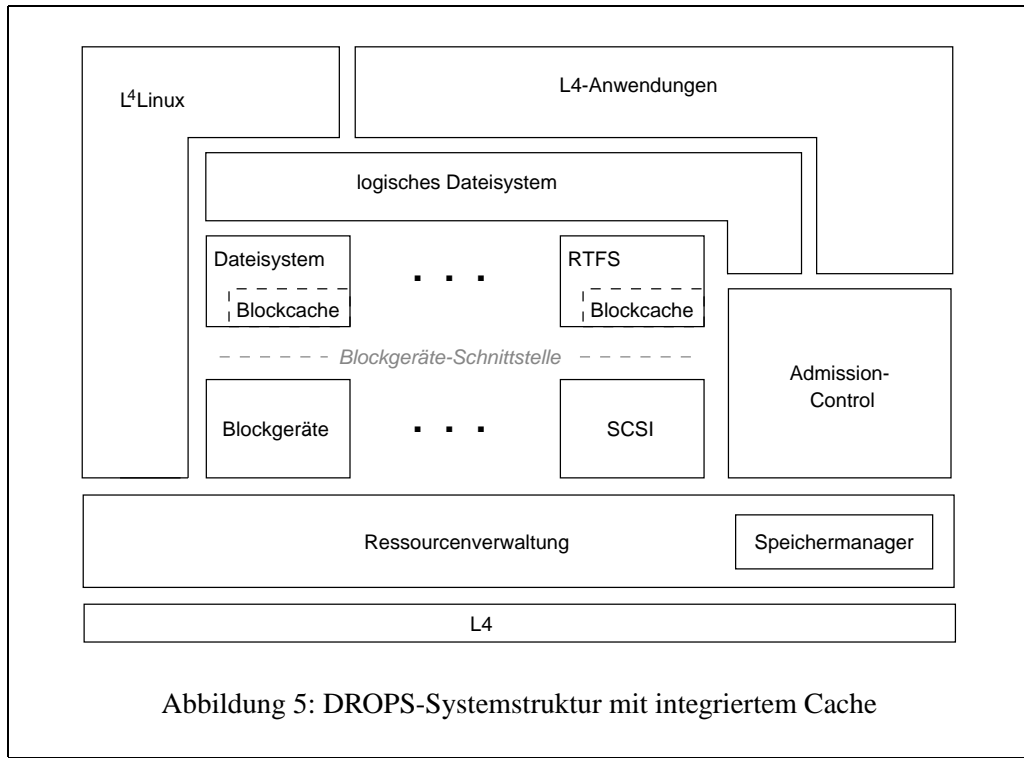 L4Linux
L4-Anwendungen
logisches Dateisystem
Dateisystem
Blockcache
. . .
RTFS
Blockcache
Blockgeräte-Schnittstelle
Admission-
Control
Blockgeräte
. . .
SCSI
Ressourcenverwaltung
Speichermanager
L4
Abbildung 5: DROPS-Systemstruktur mit integriertem Cache